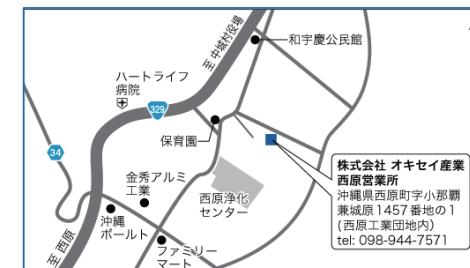 和宇慶公民館
至 中城村役場
ハートライフ
病院
329
34
保育園
金秀アルミ
工業
西原浄化
センター
沖縄
ボールト
ファミリー
マート
至 西原
株式会社 オキセイ産業
西原営業所
沖縄県西原町字小那覇
兼城原1457番地の1
(西原工業団地内)
tel: 098-944-7571